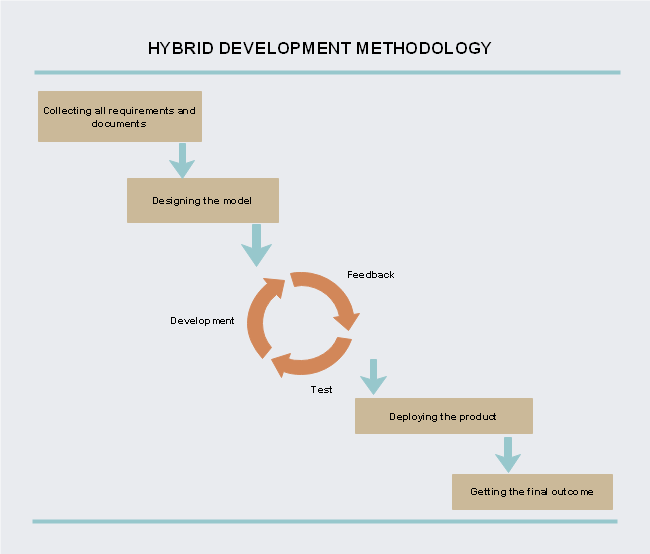 HYBRID DEVELOPMENT METHODOLOGY
Collecting all requirements and
documents
Designing the model
Feedback
Development
Test
Deploying the product
Getting the final outcome